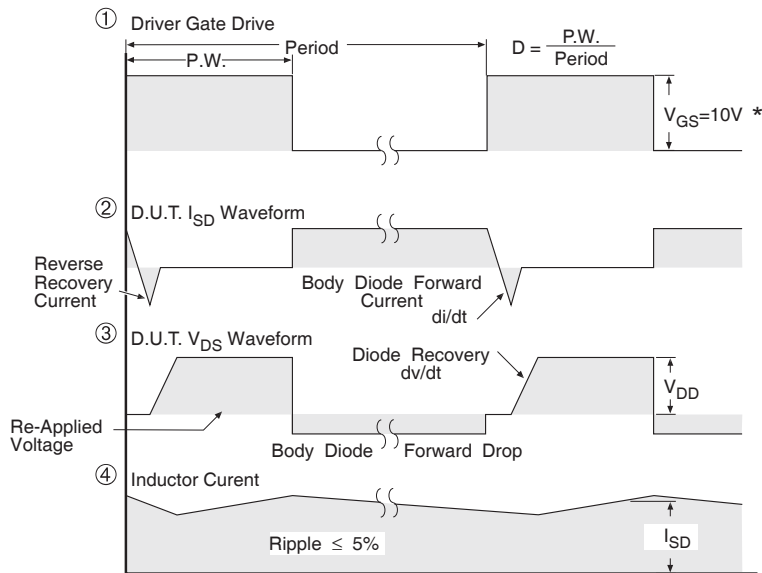 ① Driver Gate Drive
Period
P.W.
D = P.W. / Period
V_GS=10V *
② D.U.T. I_SD Waveform
Reverse
Recovery
Current
Body Diode Forward
Current
di/dt
③ D.U.T. V_DS Waveform
Diode Recovery
dv/dt
V_DD
Re-Applied
Voltage
Body Diode Forward Drop
④ Inductor Curent
Ripple ≤ 5%
I_SD